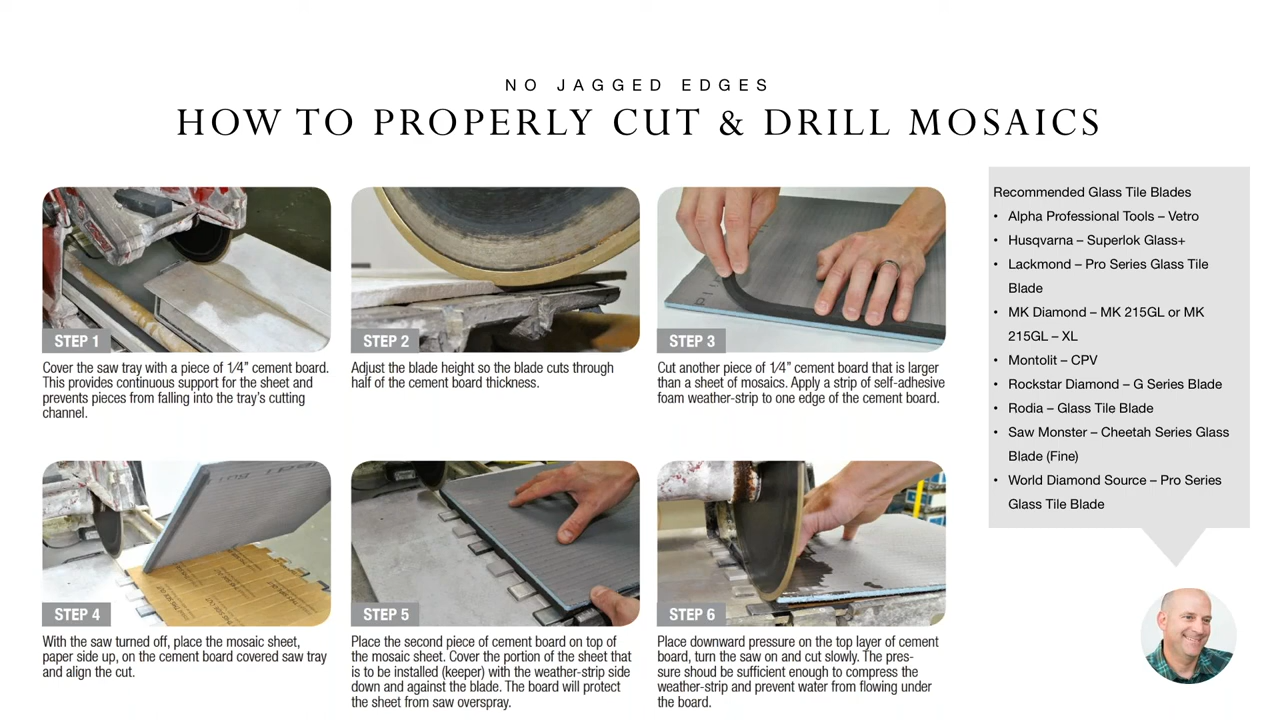 NO JAGGED EDGES
HOW TO PROPERLY CUT & DRILL MOSAICS
STEP 1
Cover the saw tray with a piece of 1/4” cement board.
This provides continuous support for the sheet and
prevents pieces from falling into the tray’s cutting
channel.
STEP 2
Adjust the blade height so the blade cuts through
half of the cement board thickness.
STEP 3
Cut another piece of 1/4” cement board that is larger
than a sheet of mosaics. Apply a strip of self-adhesive
foam weather-strip to one edge of the cement board.
STEP 4
With the saw turned off, place the mosaic sheet,
paper side up, on the cement board covered saw tray
and align the cut.
STEP 5
Place the second piece of cement board on top of
the mosaic sheet. Cover the portion of the sheet that
is to be installed (keeper) with the weather-strip side
down and against the blade. The board will protect
the sheet from saw overspray.
STEP 6
Place downward pressure on the top layer of cement
board, turn the saw on and cut slowly. The pres-
sure shoud be sufficient enough to compress the
weather-strip and prevent water from flowing under
the board.
Recommended Glass Tile Blades
• Alpha Professional Tools – Vetro
• Husqvarna – Superlok Glass+
• Lackmond – Pro Series Glass Tile
Blade
• MK Diamond – MK 215GL or MK
215GL – XL
• Montolit – CPV
• Rockstar Diamond – G Series Blade
• Rodia – Glass Tile Blade
• Saw Monster – Cheetah Series Glass
Blade (Fine)
• World Diamond Source – Pro Series
Glass Tile Blade